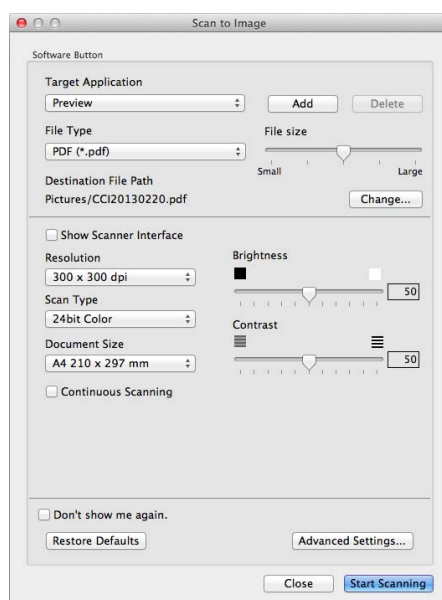 Scan to Image
Software Button
Target Application
Preview
Add
Delete
File Type
File size
PDF (*.pdf)
Small
Large
Destination File Path
Pictures/CCI20130220.pdf
Change...
Show Scanner Interface
Resolution
Brightness
300 x 300 dpi
50
Scan Type
24bit Color
Contrast
Document Size
50
A4 210 x 297 mm
Continuous Scanning
Don't show me again.
Restore Defaults
Advanced Settings...
Close
Start Scanning